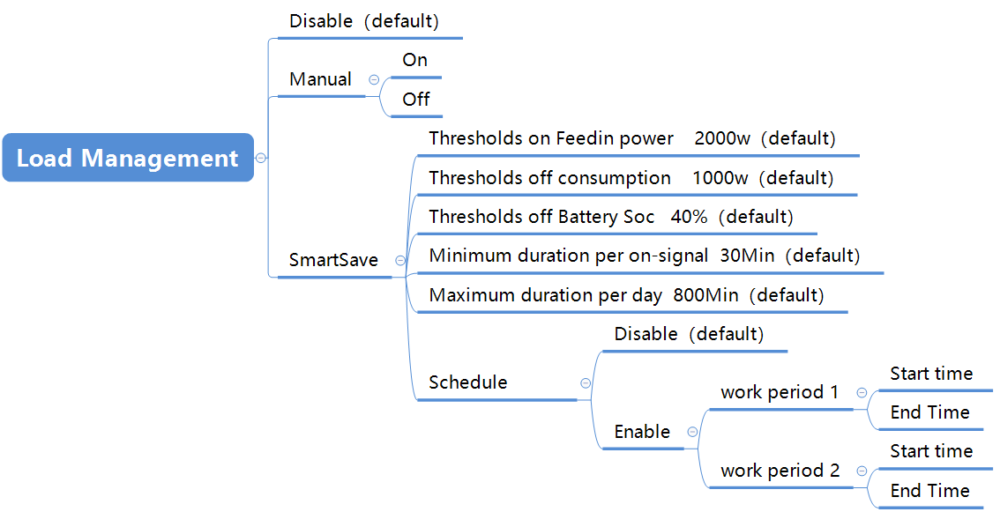 Disable（default）
On
Manual
Off
Load Management
Thresholds on Feedin power 2000w（default）
Thresholds off consumption 1000w（default）
Thresholds off Battery Soc 40%（default）
SmartSave
Minimum duration per on-signal 30Min（default）
Maximum duration per day 800Min（default）
Disable（default）
Schedule
Enable
work period 1
Start time
End Time
work period 2
Start time
End Time